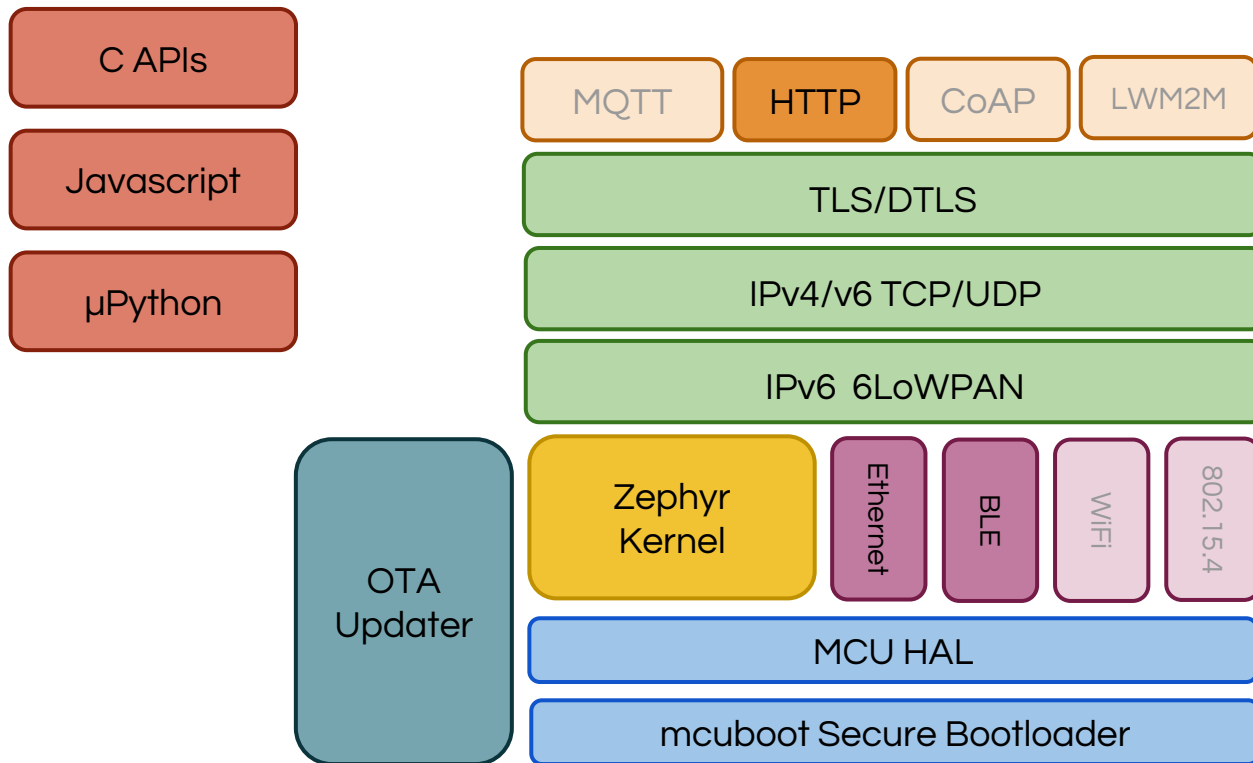 C APIs
Javascript
µPython
MQTT
HTTP
CoAP
LWM2M
TLS/DTLS
IPv4/v6 TCP/UDP
IPv6 6LoWPAN
OTA
Updater
Zephyr
Kernel
Ethernet
BLE
WiFi
802.15.4
MCU HAL
mcuboot Secure Bootloader